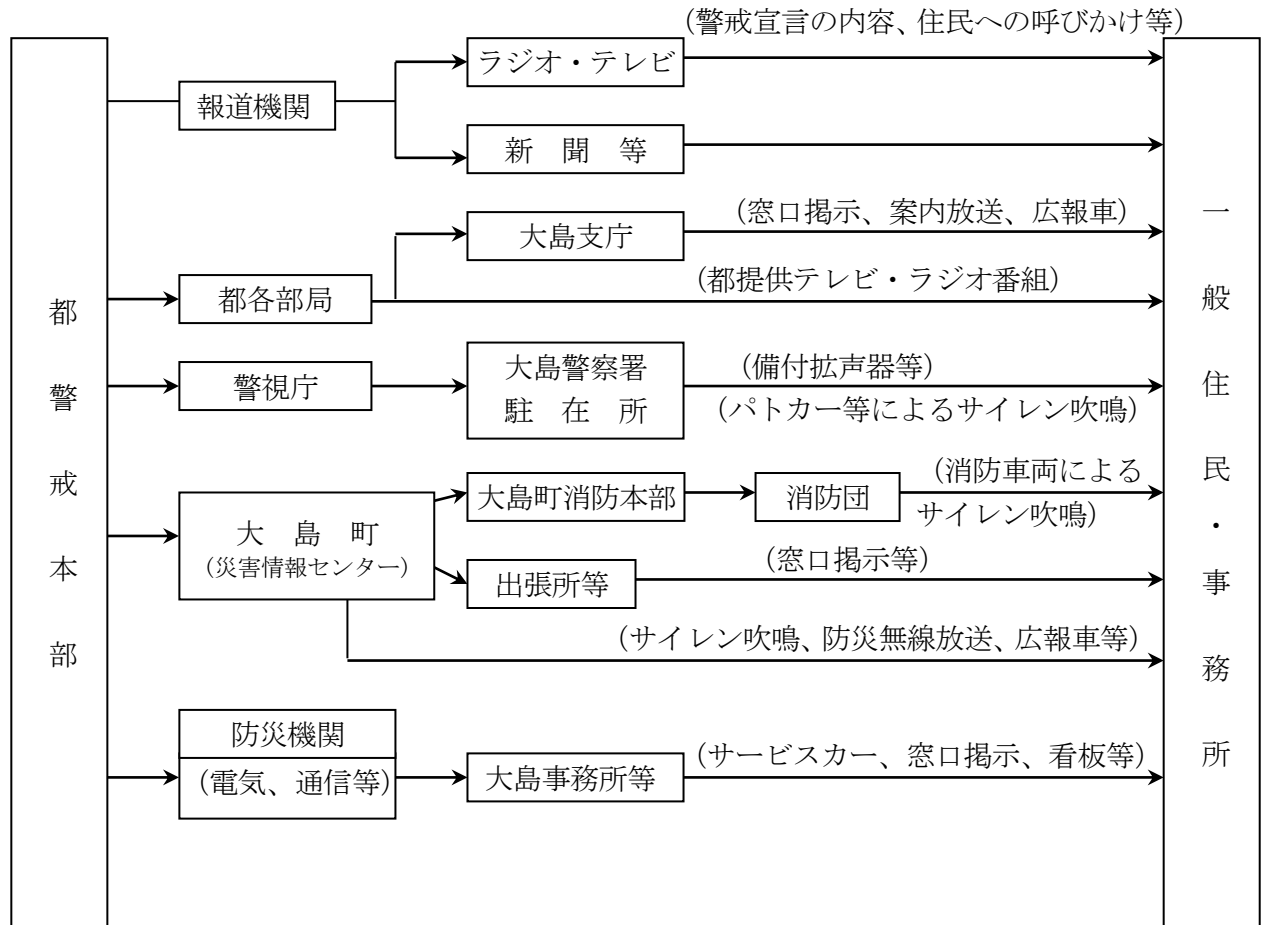 都警戒本部
(警戒宣言の内容、住民への呼びかけ等)
報道機関
ラジオ・テレビ
新　聞　等
(窓口掲示、案内放送、広報車)
大島支庁
(都提供テレビ・ラジオ番組)
都各部局
警視庁
大島警察署
駐　在　所
(備付拡声器等)
(パトカー等によるサイレン吹鳴)
大　島　町
(災害情報センター)
大島町消防本部
消防団
(消防車両による
サイレン吹鳴)
出張所等
(窓口掲示等)
(サイレン吹鳴、防災無線放送、広報車等)
防災機関
(電気、通信等)
大島事務所等
(サービスカー、窓口掲示、看板等)
一般住民・事務所